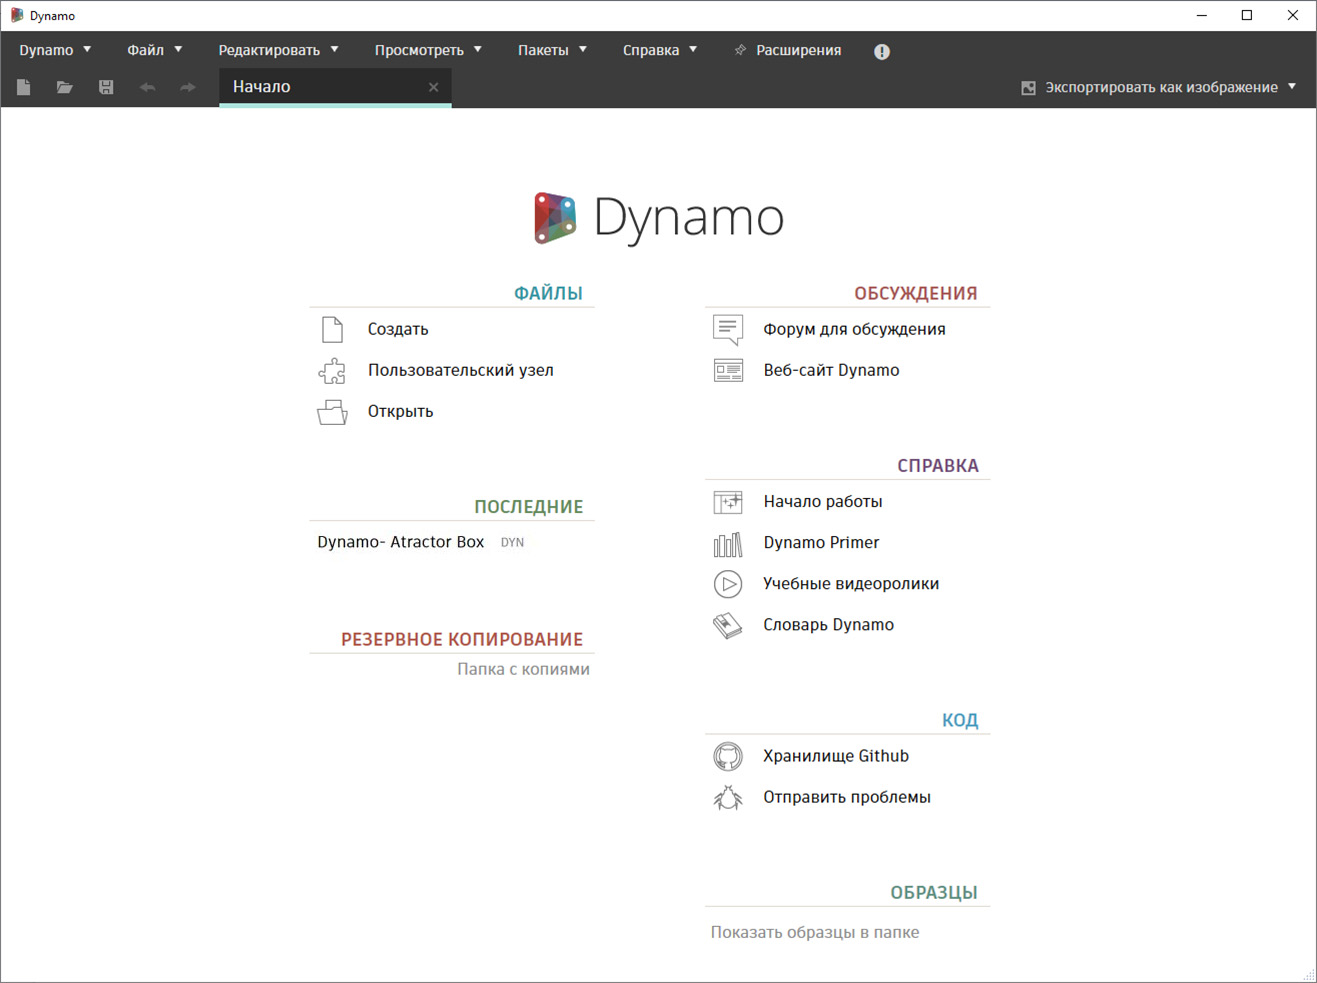 Dynamo
Dynamo Файл Редактировать Просмотреть Пакеты Справка Расширения
Начало Экспортировать как изображение
Dynamo
ФАЙЛЫ
Создать
Пользовательский узел
Открыть
ПОСЛЕДНИЕ
Dynamo- Atractor Box DYN
РЕЗЕРВНОЕ КОПИРОВАНИЕ
Папка с копиями
ОБСУЖДЕНИЯ
Форум для обсуждения
Веб-сайт Dynamo
СПРАВКА
Начало работы
Dynamo Primer
Учебные видеоролики
Словарь Dynamo
КОД
Хранилище Github
Отправить проблемы
ОБРАЗЦЫ
Показать образцы в папке